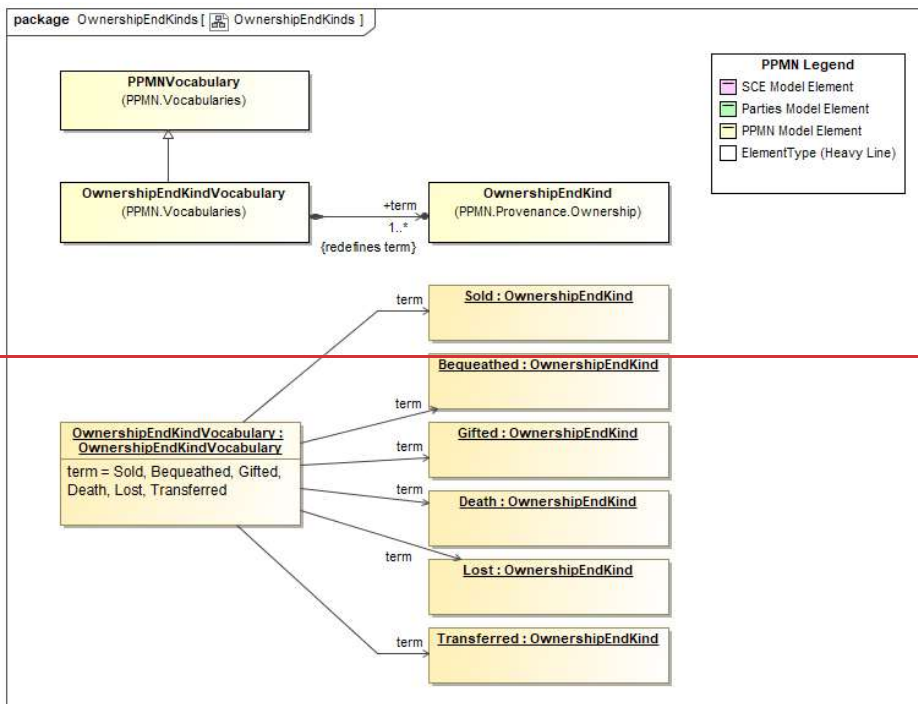 package OwnershipEndKinds [ OwnershipEndKinds ]
PPMNVocabulary
(PPMN.Vocabularies)
PPMN Legend
SCE Model Element
Parties Model Element
PPMN Model Element
ElementType (Heavy Line)
OwnershipEndKindVocabulary
(PPMN.Vocabularies)
+term
1..*
{redefines term}
OwnershipEndKind
(PPMN.Provenance.Ownership)
term
Sold : OwnershipEndKind
term
Bequeathed : OwnershipEndKind
OwnershipEndKindVocabulary :
OwnershipEndKindVocabulary
term = Sold, Bequeathed, Gifted,
Death, Lost, Transferred
term
Gifted : OwnershipEndKind
term
Death : OwnershipEndKind
term
Lost : OwnershipEndKind
term
Transferred : OwnershipEndKind